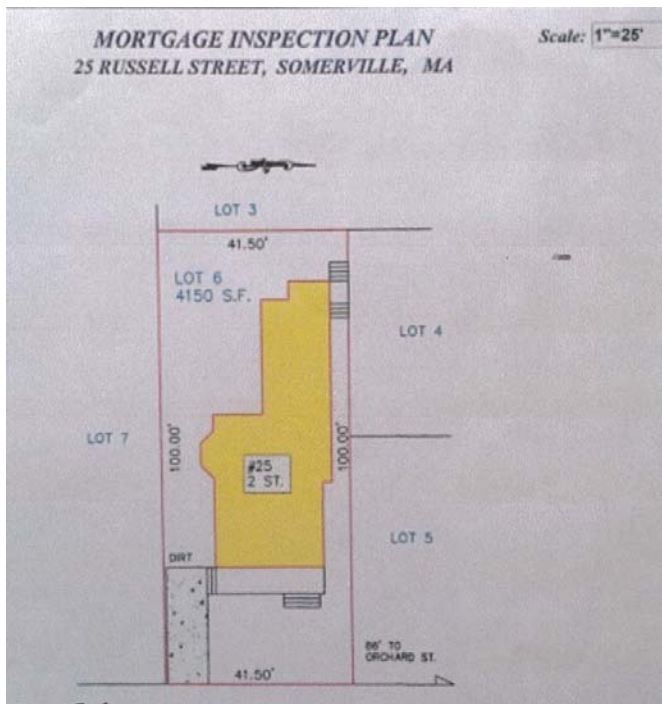 MORTGAGE INSPECTION PLAN
Scale: 1"=25'
25 RUSSELL STREET, SOMERVILLE, MA
LOT 3
41.50'
LOT 6
4150 S.F.
LOT 4
LOT 7
100.00'
100.00'
#25
2 ST.
LOT 5
DIRT
86' TO
ORCHARD ST.
41.50'